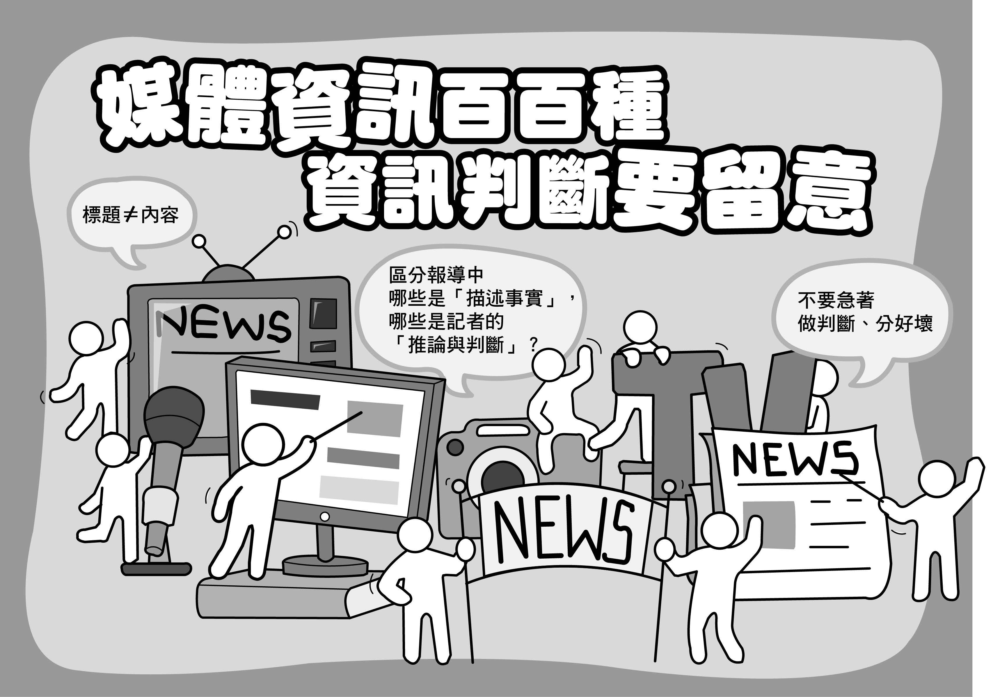 媒體資訊百百種
資訊判斷要留意
標題≠內容
區分報導中
哪些是「描述事實」，
哪些是記者的
「推論與判斷」？
不要急著
做判斷、分好壞
NEWS
NEWS
NEWS